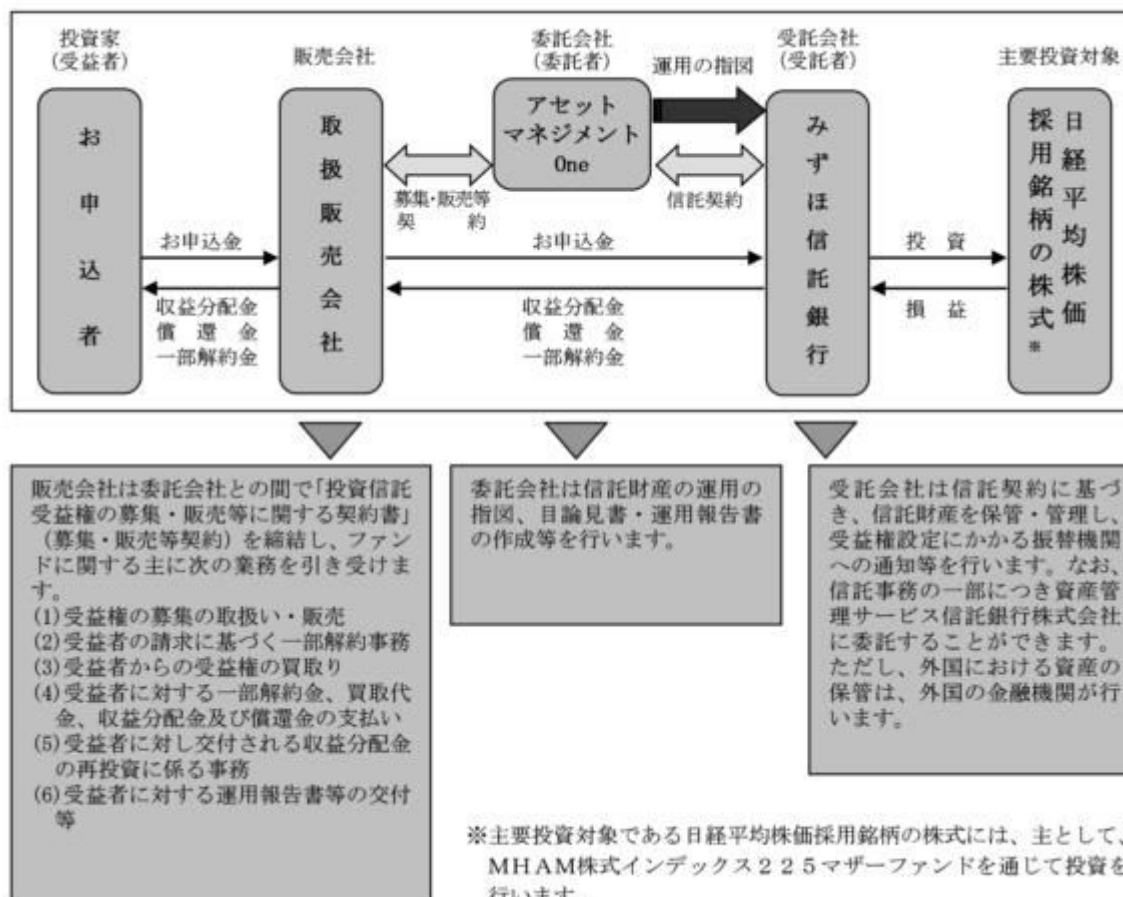 投資家
(受益者)
販売会社
委託会社
(委託者)
運用の指図
受託会社
(受託者)
主要投資対象
お申込者
取扱販売会社
アセット
マネジメント
One
みずほ信託銀行
日経平均株価
採用銘柄の株式※
募集・販売等
契約
信託契約
お申込金
収益分配金
償還金
一部解約金
お申込金
収益分配金
償還金
一部解約金
投資
損益
販売会社は委託会社との間で「投資信託
受益権の募集・販売等に関する契約書」
(募集・販売等契約)を締結し、ファン
ドに関する主に次の業務を引き受けま
す。
(1)受益権の募集の取扱い・販売
(2)受益者の請求に基づく一部解約事務
(3)受益者からの受益権の買取り
(4)受益者に対する一部解約金、買取代
金、収益分配金及び償還金の支払い
(5)受益者に対し交付される収益分配金
の再投資に係る事務
(6)受益者に対する運用報告書等の交付
等
委託会社は信託財産の運用の
指図、目論見書・運用報告書
の作成等を行います。
受託会社は信託契約に基づ
き、信託財産を保管・管理し、
受益権設定にかかる振替機関
への通知等を行います。なお、
信託事務の一部につき資産管
理サービス信託銀行株式会社
に委託することができます。
ただし、外国における資産の
保管は、外国の金融機関が行
います。
※主要投資対象である日経平均株価採用銘柄の株式には、主として、
MHAM株式インデックス225マザーファンドを通じて投資を
行います。